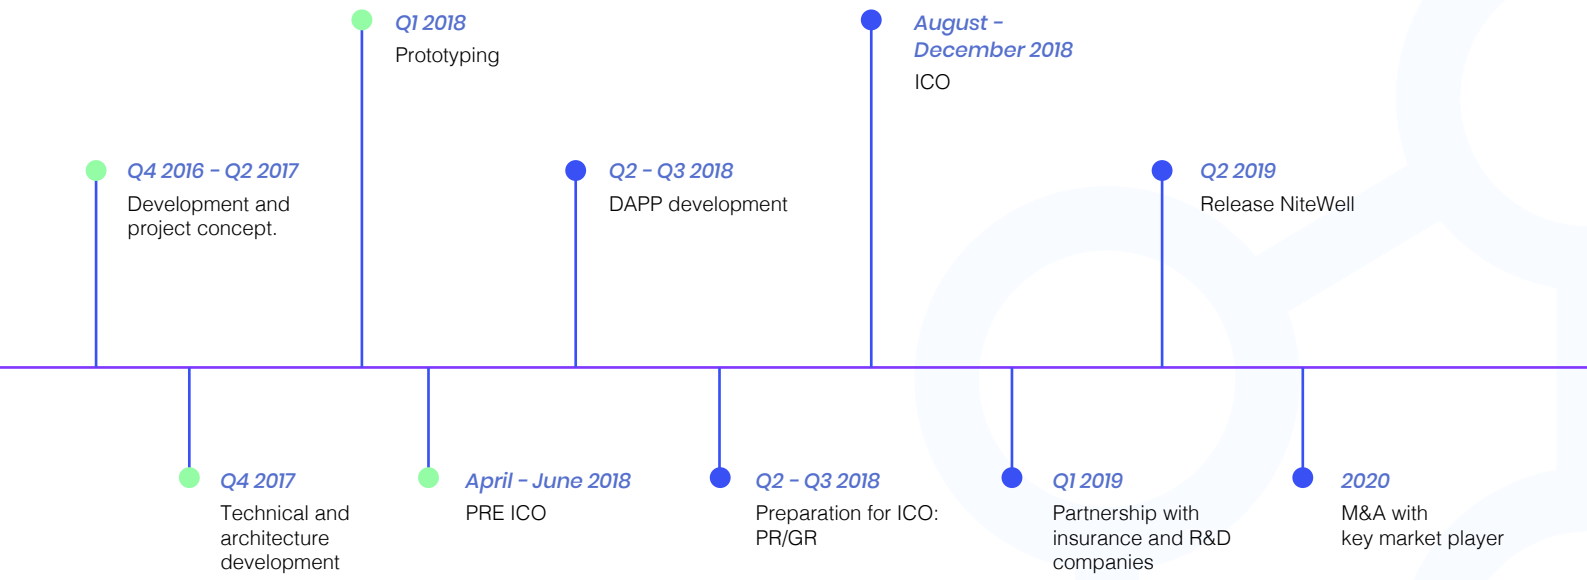 Q1 2018
Prototyping
August -
December 2018
ICO
Q4 2016 - Q2 2017
Development and
project concept.
Q2 - Q3 2018
DAPP development
Q2 2019
Release NiteWell
Q4 2017
Technical and
architecture
development
April - June 2018
PRE ICO
Q2 - Q3 2018
Preparation for ICO:
PR/GR
Q1 2019
Partnership with
insurance and R&D
companies
2020
M&A with
key market player